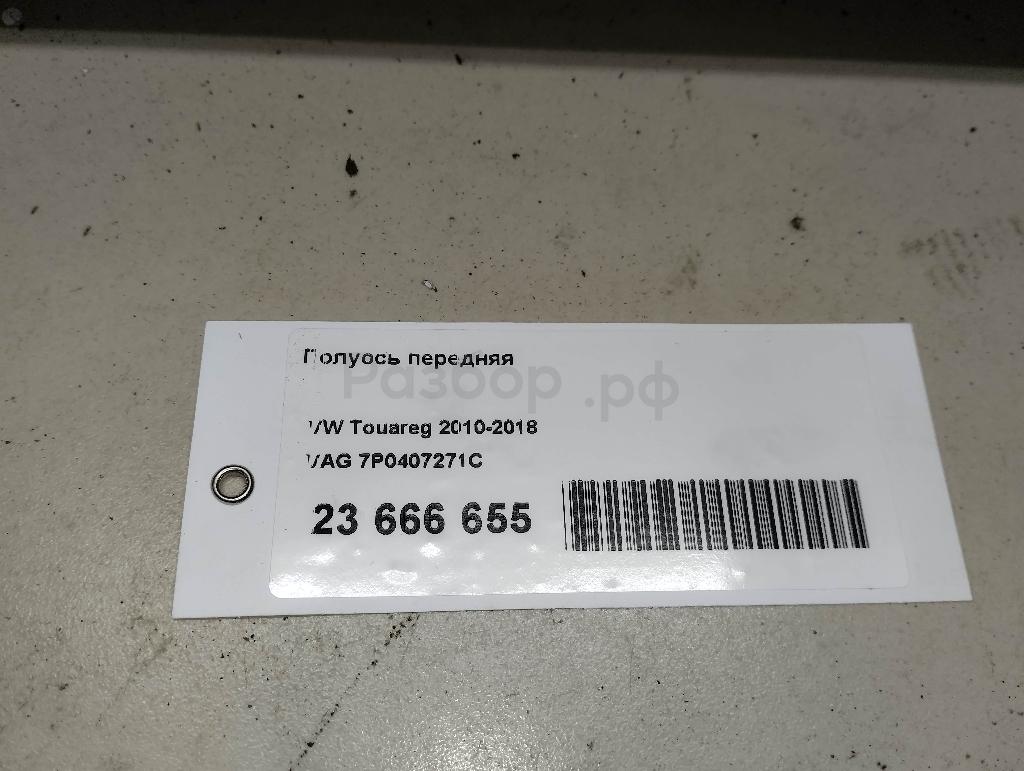 Полуось передняя
Разбор.рф
VW Touareg 2010-2018
VAG 7P0407271C
23 666 655